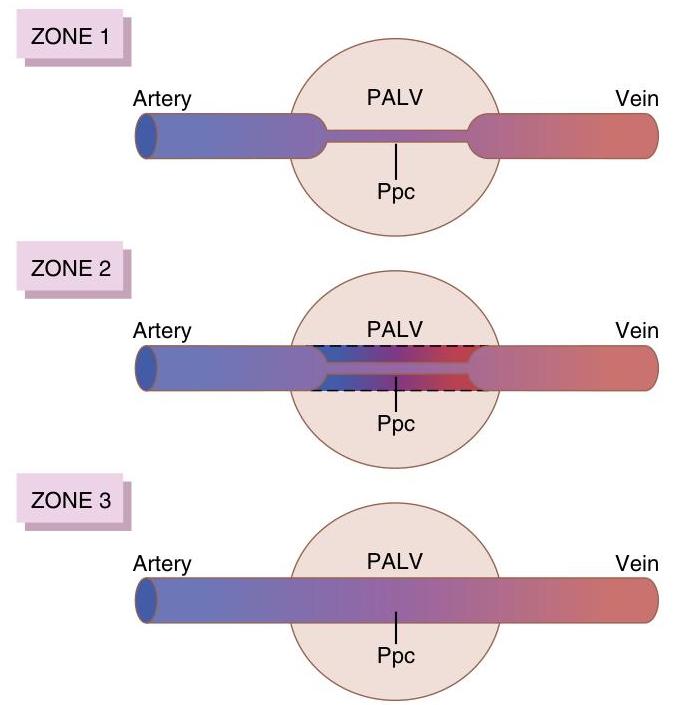 ZONE 1
PALV
Artery
Vein
Ppc
ZONE 2
PALV
Artery
Vein
Ppc
ZONE 3
PALV
Artery
Vein
Ppc